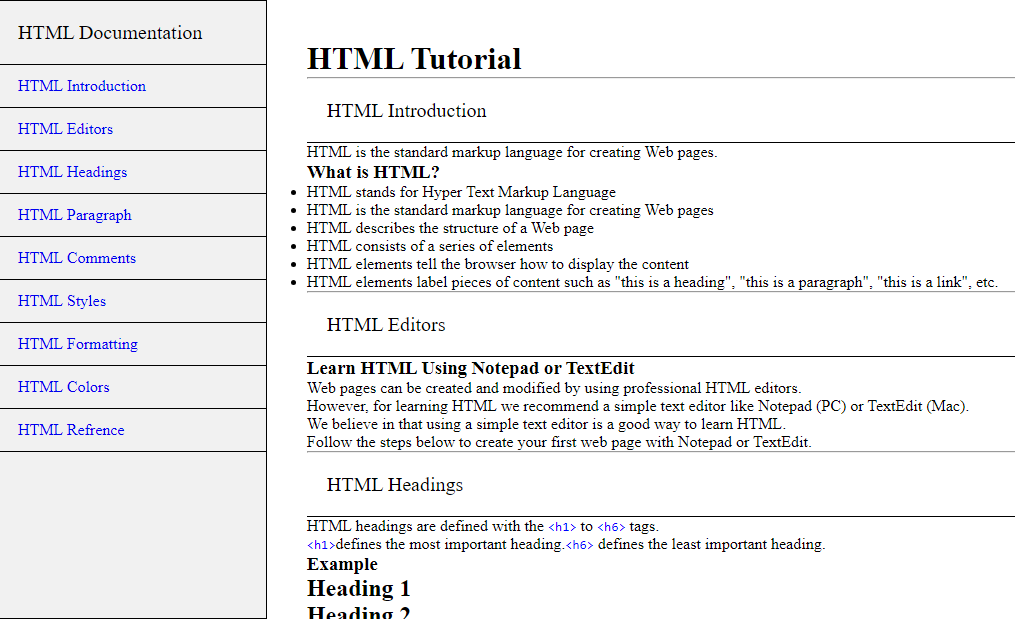 HTML Documentation
HTML Introduction
HTML Editors
HTML Headings
HTML Paragraph
HTML Comments
HTML Styles
HTML Formatting
HTML Colors
HTML Refrence
HTML Tutorial
HTML Introduction
HTML is the standard markup language for creating Web pages.
What is HTML?
HTML stands for Hyper Text Markup Language
HTML is the standard markup language for creating Web pages
HTML describes the structure of a Web page
HTML consists of a series of elements
HTML elements tell the browser how to display the content
HTML elements label pieces of content such as "this is a heading", "this is a paragraph", "this is a link", etc.
HTML Editors
Learn HTML Using Notepad or TextEdit
Web pages can be created and modified by using professional HTML editors.
However, for learning HTML we recommend a simple text editor like Notepad (PC) or TextEdit (Mac).
We believe in that using a simple text editor is a good way to learn HTML.
Follow the steps below to create your first web page with Notepad or TextEdit.
HTML Headings
HTML headings are defined with the <h1> to <h6> tags.
<h1>defines the most important heading.<h6> defines the least important heading.
Example
Heading 1
Heading 2